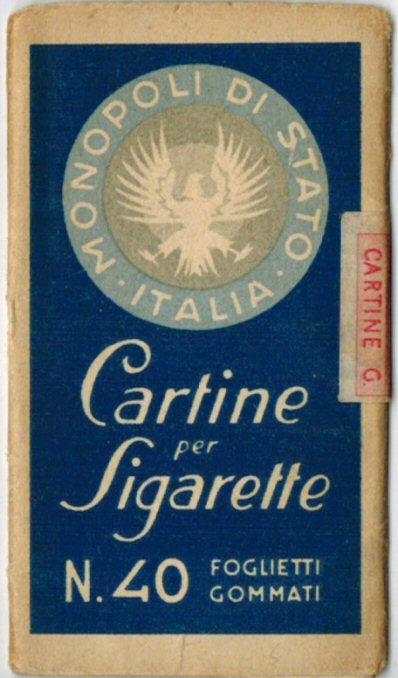 MONOPOLI DI STATO
· ITALIA ·
Cartine
per
Sigarette
N. 40 FOGLIETTI
GOMMATI
CARTINE G.